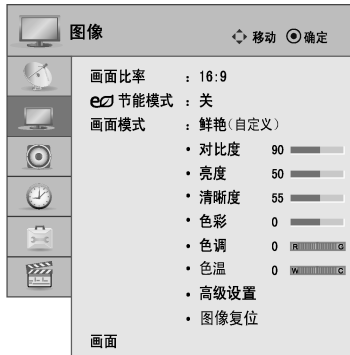 图像 移动 确定
画面比率 : 16:9
eco 节能模式 : 关
画面模式 : 鲜艳(自定义)
• 对比度 90
• 亮度 50
• 清晰度 55
• 色彩 0
• 色调 0 R G
• 色温 0 W C
• 高级设置
• 图像复位
画面